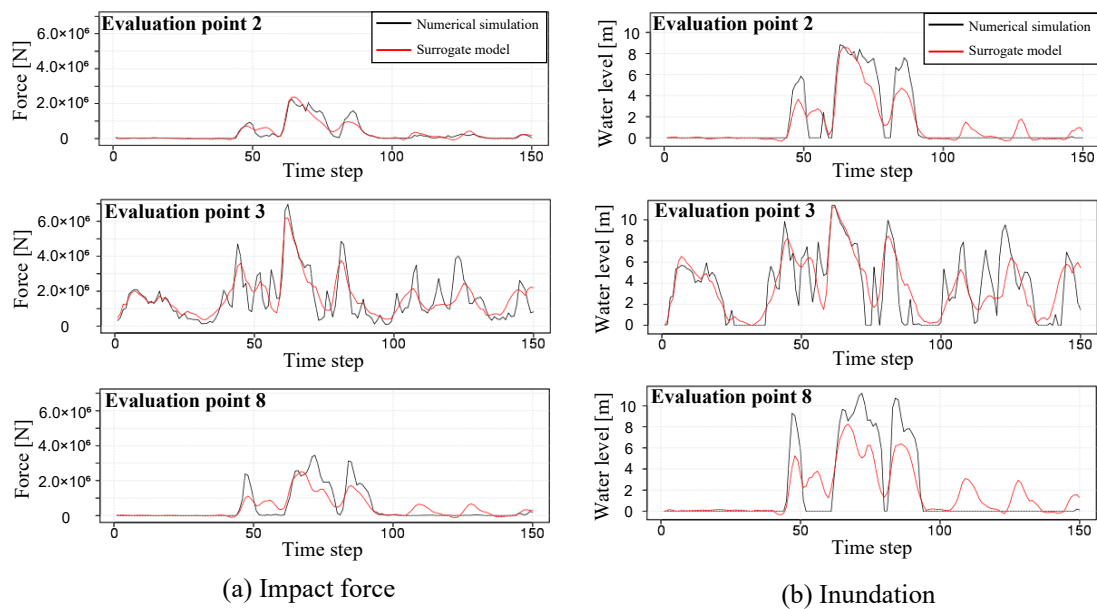 Evaluation point 2
Numerical simulation
Surrogate model
Force [N]
6.0×10⁶
4.0×10⁶
2.0×10⁶
0
0
50
100
150
Time step
Evaluation point 3
Force [N]
6.0×10⁶
4.0×10⁶
2.0×10⁶
0
0
50
100
150
Time step
Evaluation point 8
Force [N]
6.0×10⁶
4.0×10⁶
2.0×10⁶
0
0
50
100
150
Time step
(a) Impact force
Evaluation point 2
Numerical simulation
Surrogate model
Water level [m]
10
8
6
4
2
0
0
50
100
150
Time step
Evaluation point 3
Water level [m]
10
8
6
4
2
0
0
50
100
150
Time step
Evaluation point 8
Water level [m]
10
8
6
4
2
0
0
50
100
150
Time step
(b) Inundation